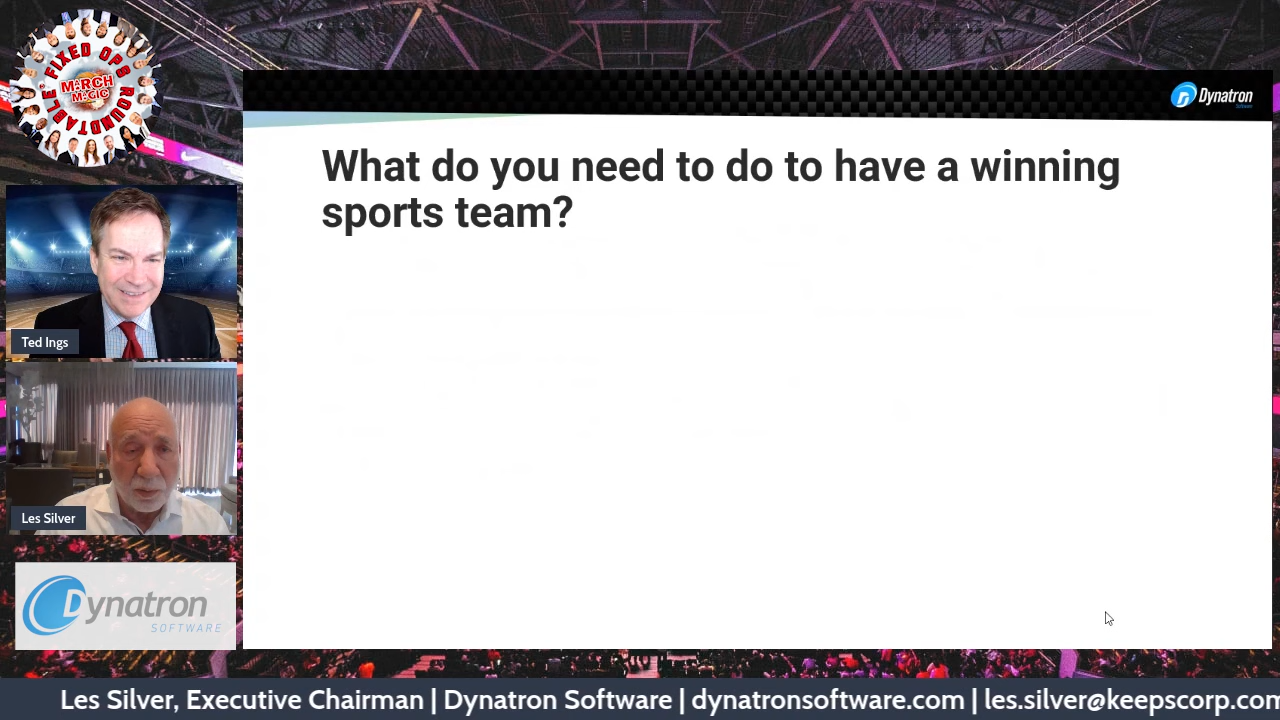 FIXED OPS
MARCH
MAGIC
ROUNDTABLE
Dynatron
Software
What do you need to do to have a winning
sports team?
Ted Ings
Les Silver
Dynatron
SOFTWARE
Les Silver, Executive Chairman | Dynatron Software | dynatronsoftware.com | les.silver@keepscorp.com